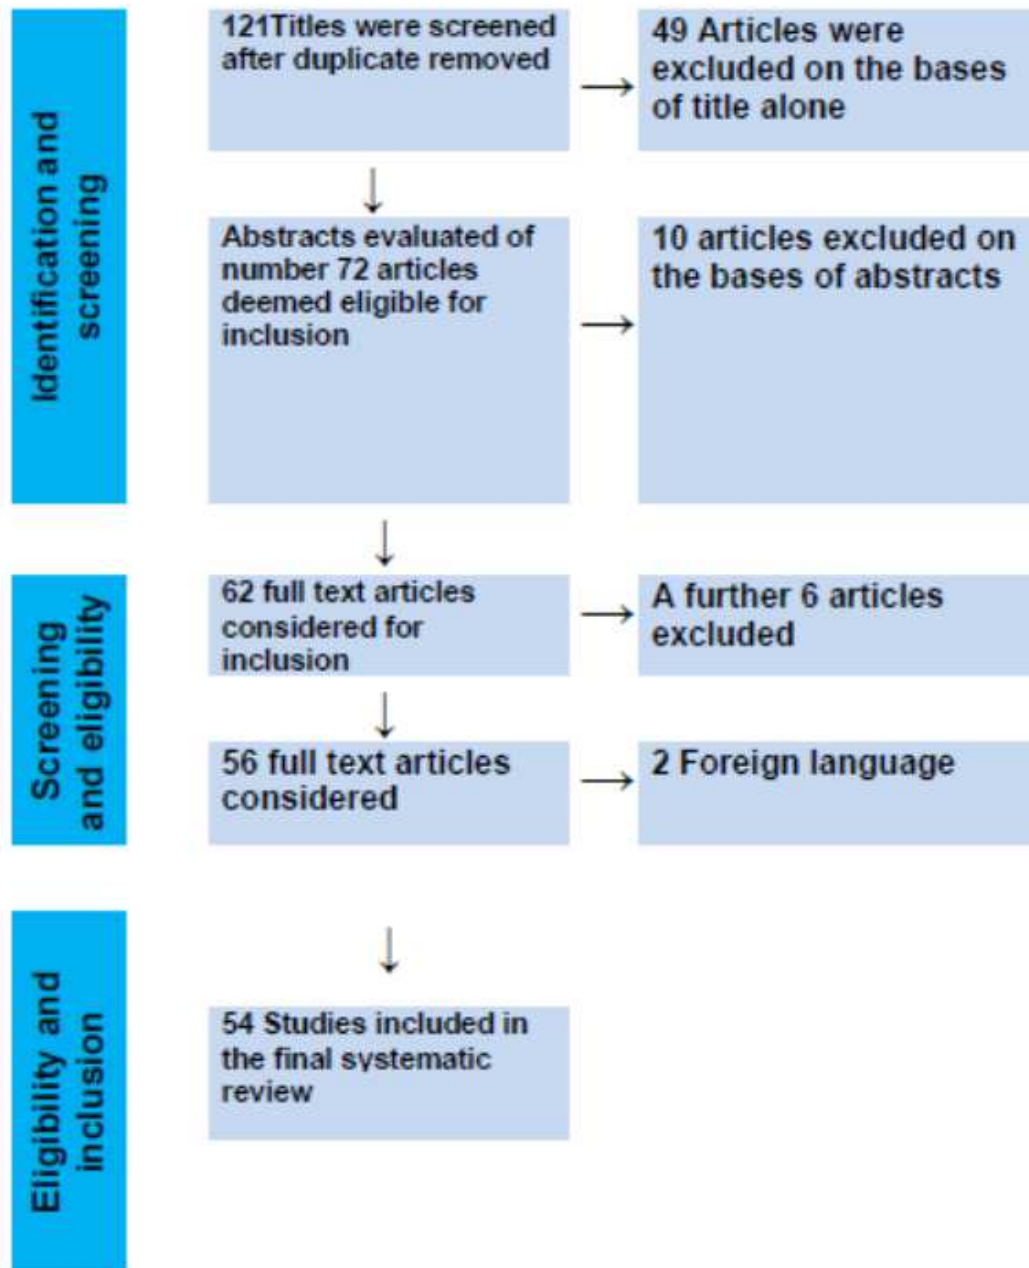 Identification and
screening
121Titles were screened
after duplicate removed
49 Articles were
excluded on the bases
of title alone
Abstracts evaluated of
number 72 articles
deemed eligible for
inclusion
10 articles excluded on
the bases of abstracts
Screening
and eligibility
62 full text articles
considered for
inclusion
A further 6 articles
excluded
56 full text articles
considered
2 Foreign language
Eligibility and
inclusion
54 Studies included in
the final systematic
review